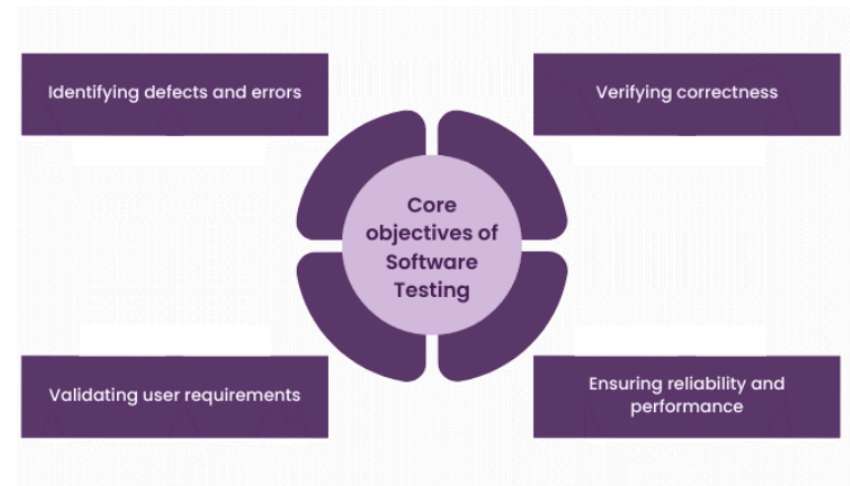 Identifying defects and errors
Verifying correctness
Core
objectives of
Software
Testing
Validating user requirements
Ensuring reliability and
performance